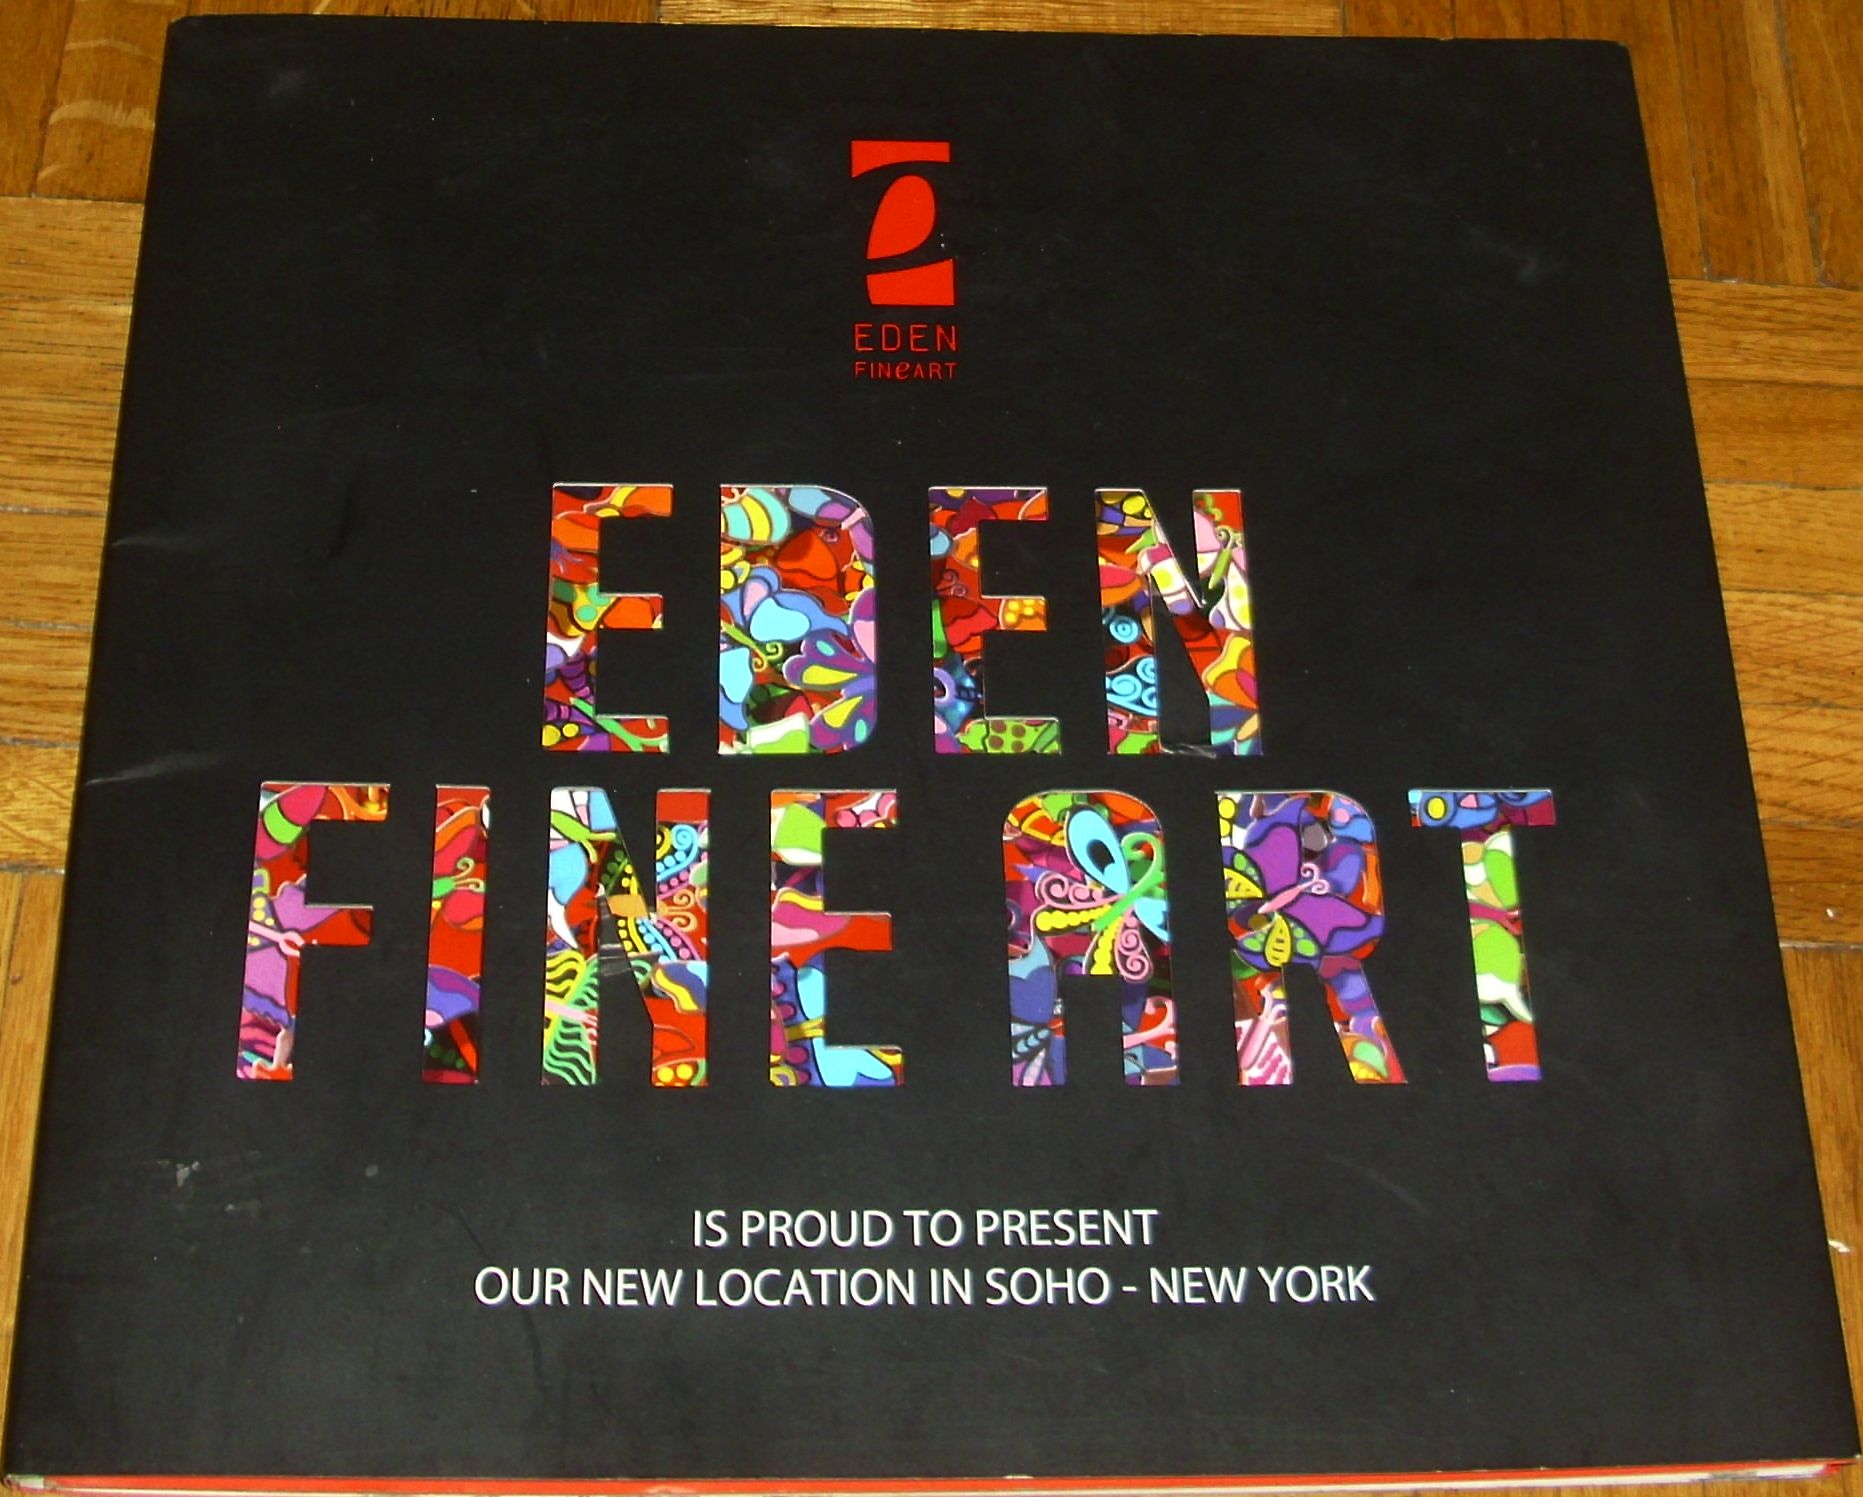 EDEN
FINeART
EDEN
FINE ART
IS PROUD TO PRESENT
OUR NEW LOCATION IN SOHO - NEW YORK